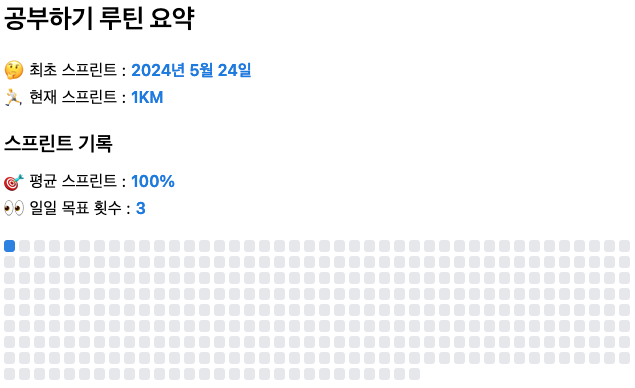 공부하기 루틴 요약
🤔 최초 스프린트 : 2024년 5월 24일
🏃 현재 스프린트 : 1KM
스프린트 기록
🎯 평균 스프린트 : 100%
👀 일일 목표 횟수 : 3